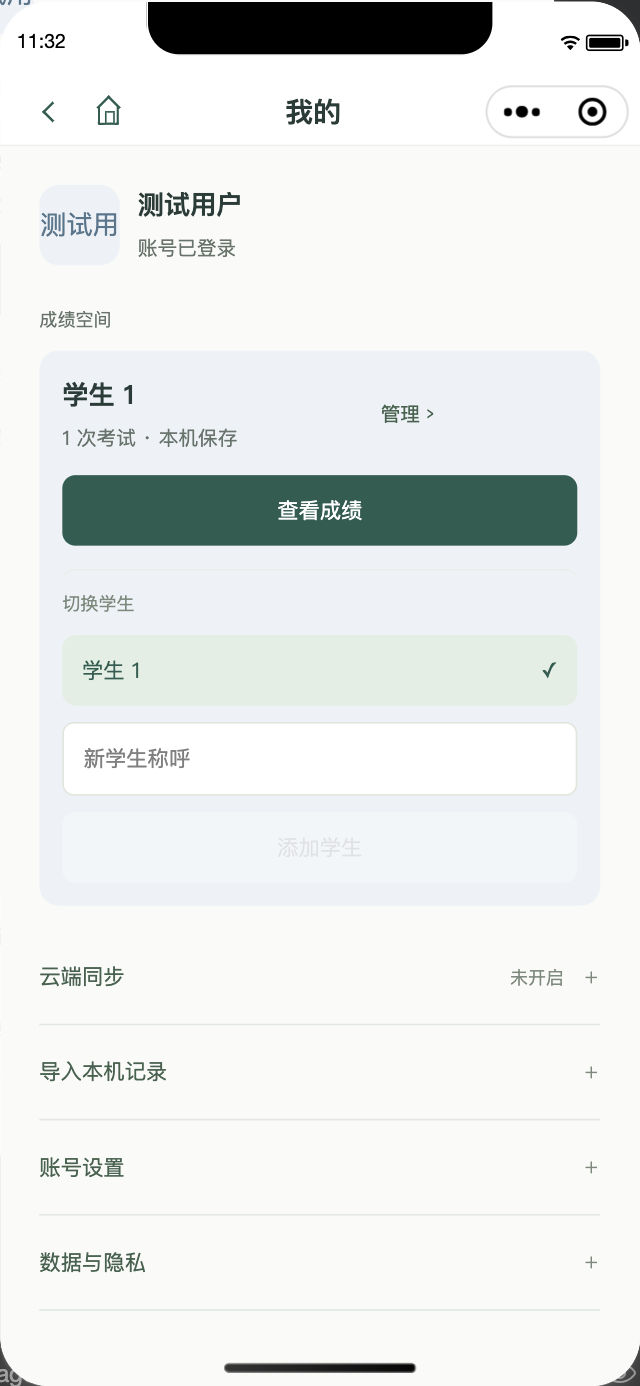 11:32
我的
测试用
测试用户
账号已登录
成绩空间
学生 1
1 次考试 · 本机保存
管理 >
查看成绩
切换学生
学生 1 ✓
新学生称呼
添加学生
云端同步 未开启 +
导入本机记录 +
账号设置 +
数据与隐私 +